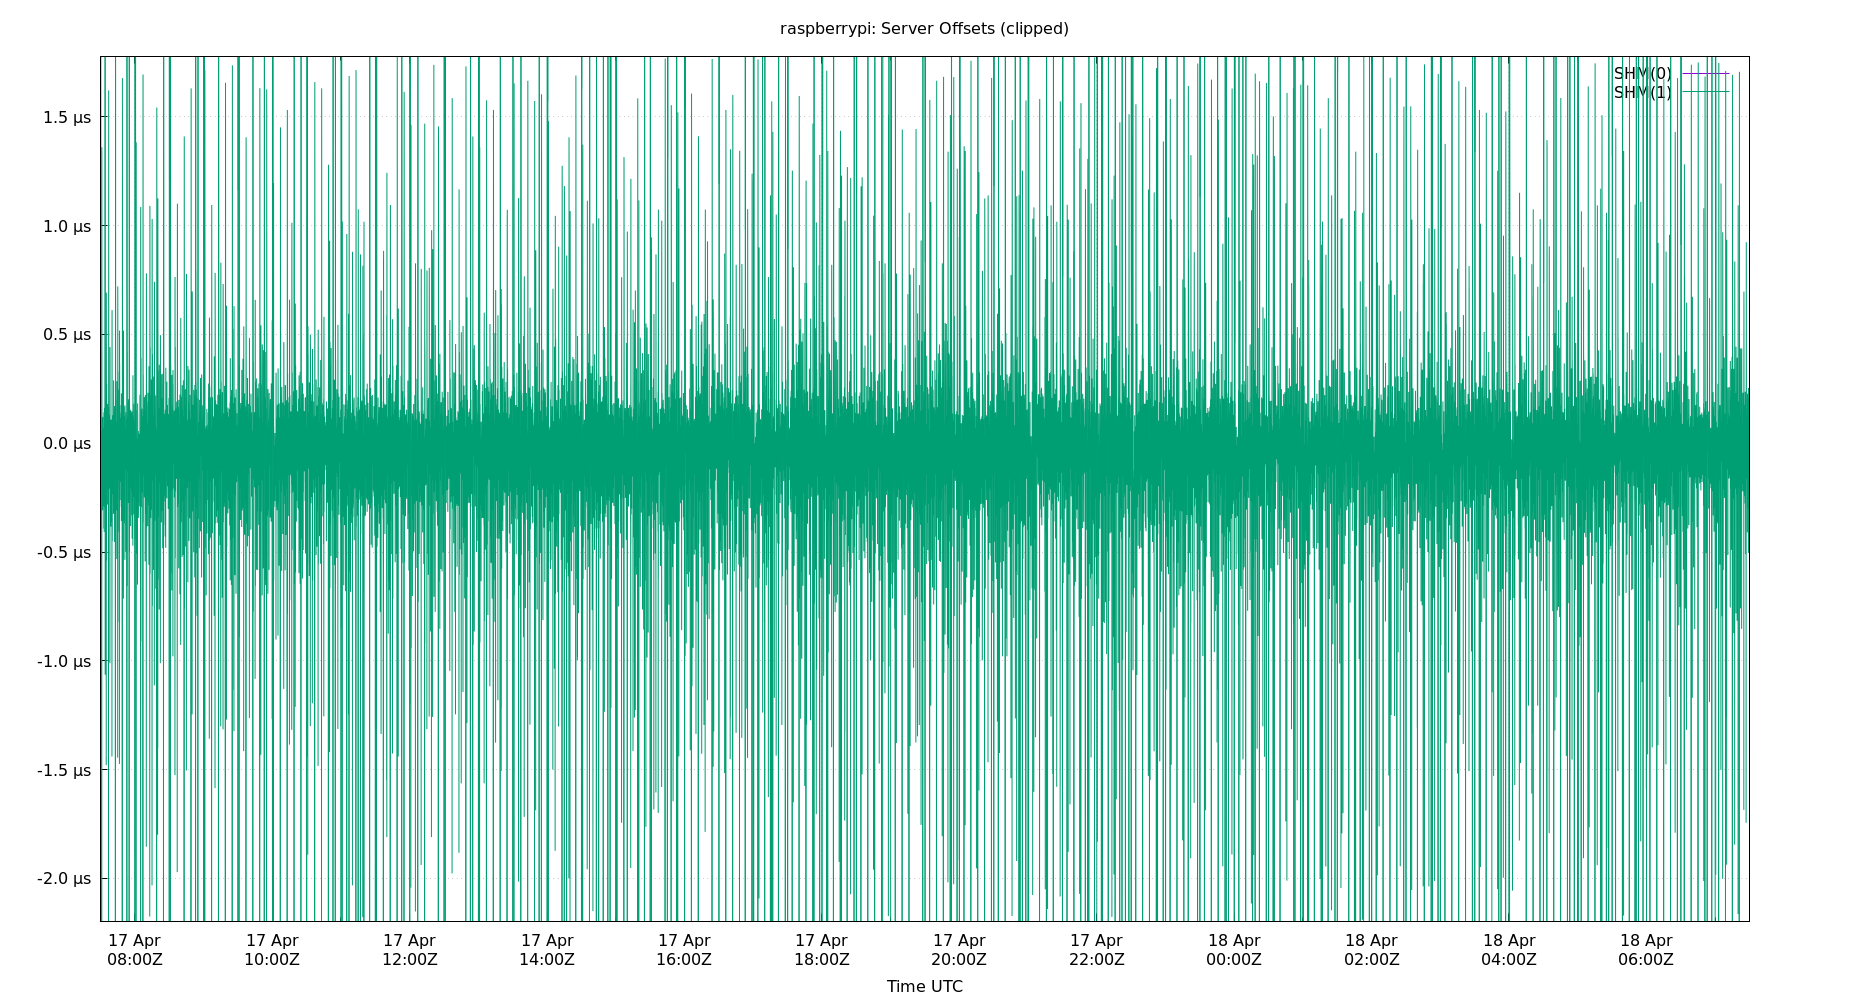 raspberrypi: Server Offsets (clipped)
SHM(0)
SHM(1)
1.5 µs
1.0 µs
0.5 µs
0.0 µs
-0.5 µs
-1.0 µs
-1.5 µs
-2.0 µs
17 Apr 17 Apr 17 Apr 17 Apr 17 Apr 17 Apr 17 Apr 17 Apr 18 Apr 18 Apr 18 Apr 18 Apr
08:00Z 10:00Z 12:00Z 14:00Z 16:00Z 18:00Z 20:00Z 22:00Z 00:00Z 02:00Z 04:00Z 06:00Z
Time UTC